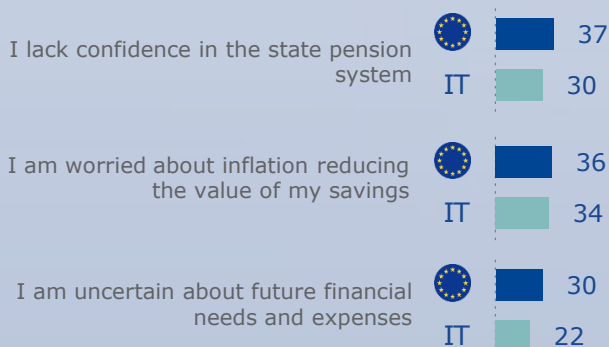 I lack confidence in the state pension
system
37
IT 30
I am worried about inflation reducing
the value of my savings
36
IT 34
I am uncertain about future financial
needs and expenses
30
IT 22